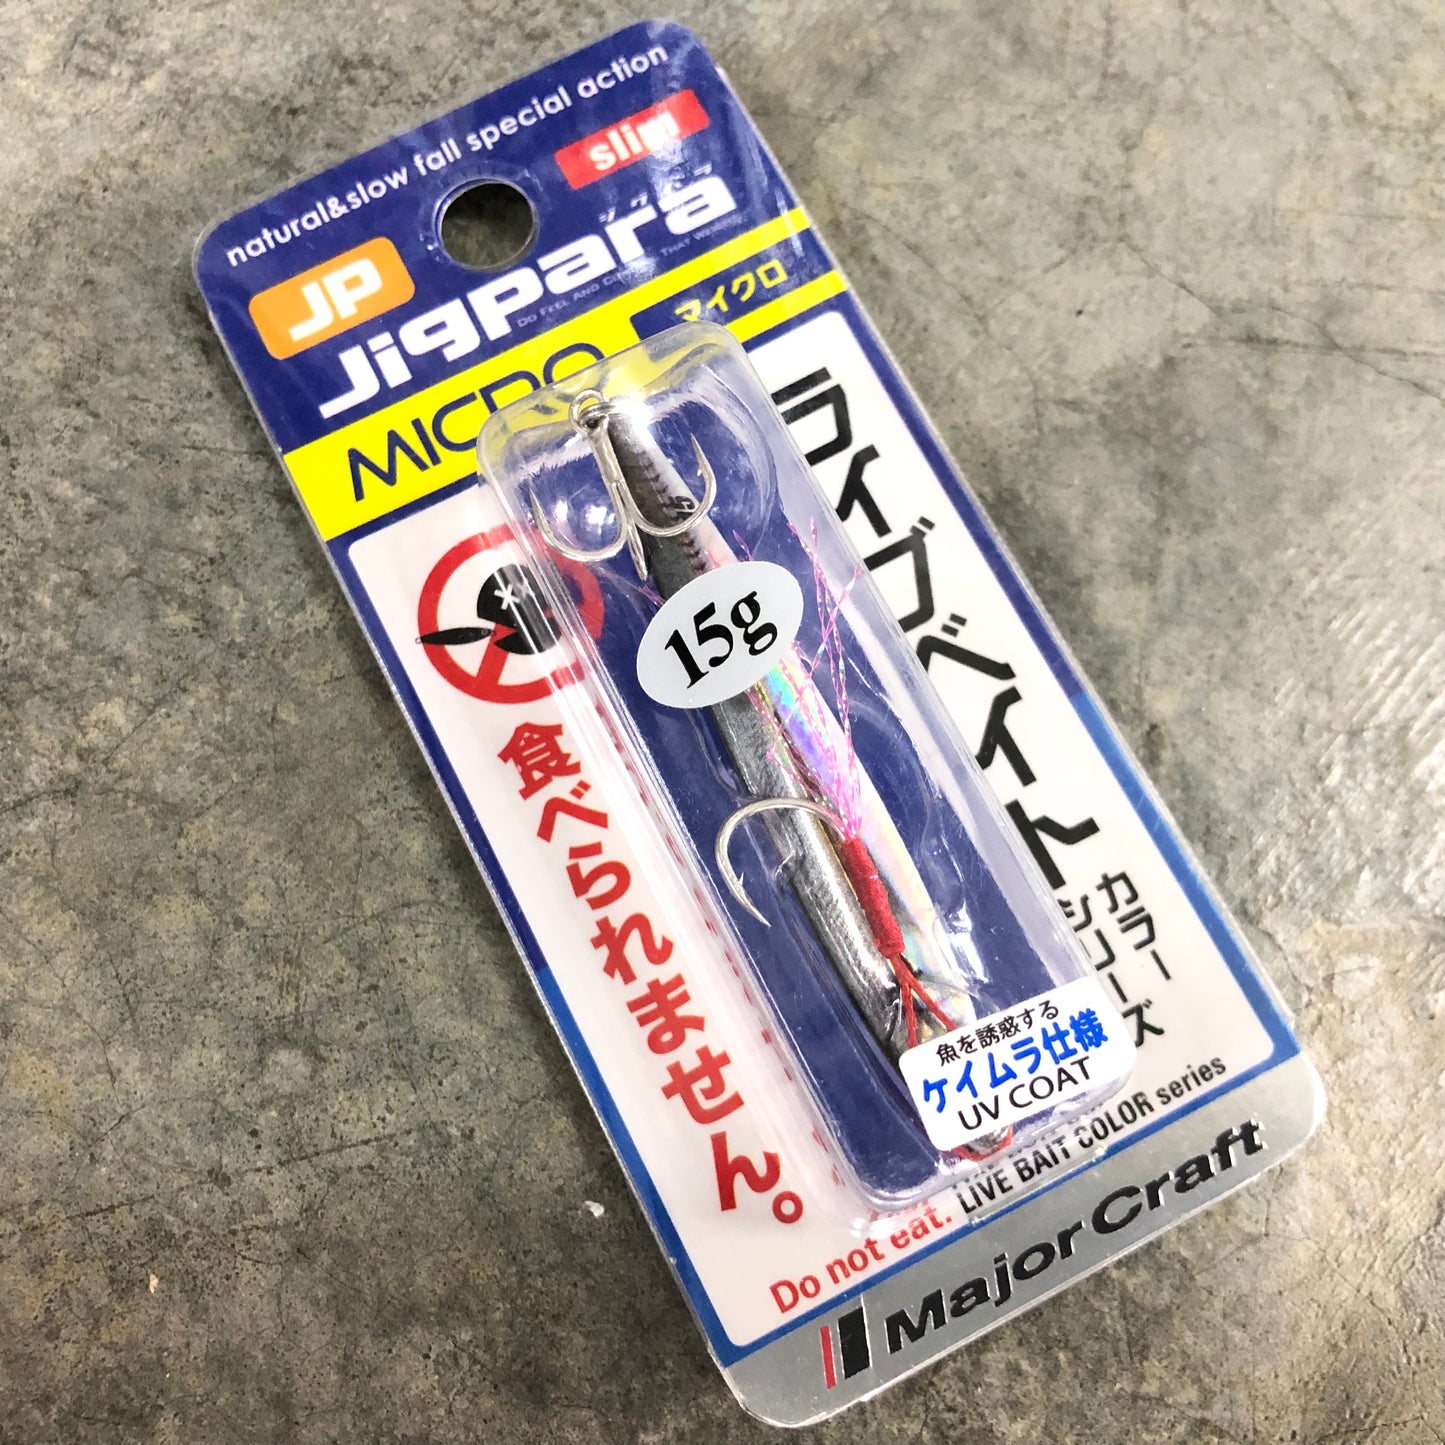 natural&slow fall special action
slim
JP
ジグパラ
Jigpara
MICRO
マイクロ
ライブベイト
カラー
シリーズ
15g
食べられません。
魚を誘惑する
ケイムラ仕様
UV COAT
Do not eat.
LIVE BAIT COLOR series
Major Craft